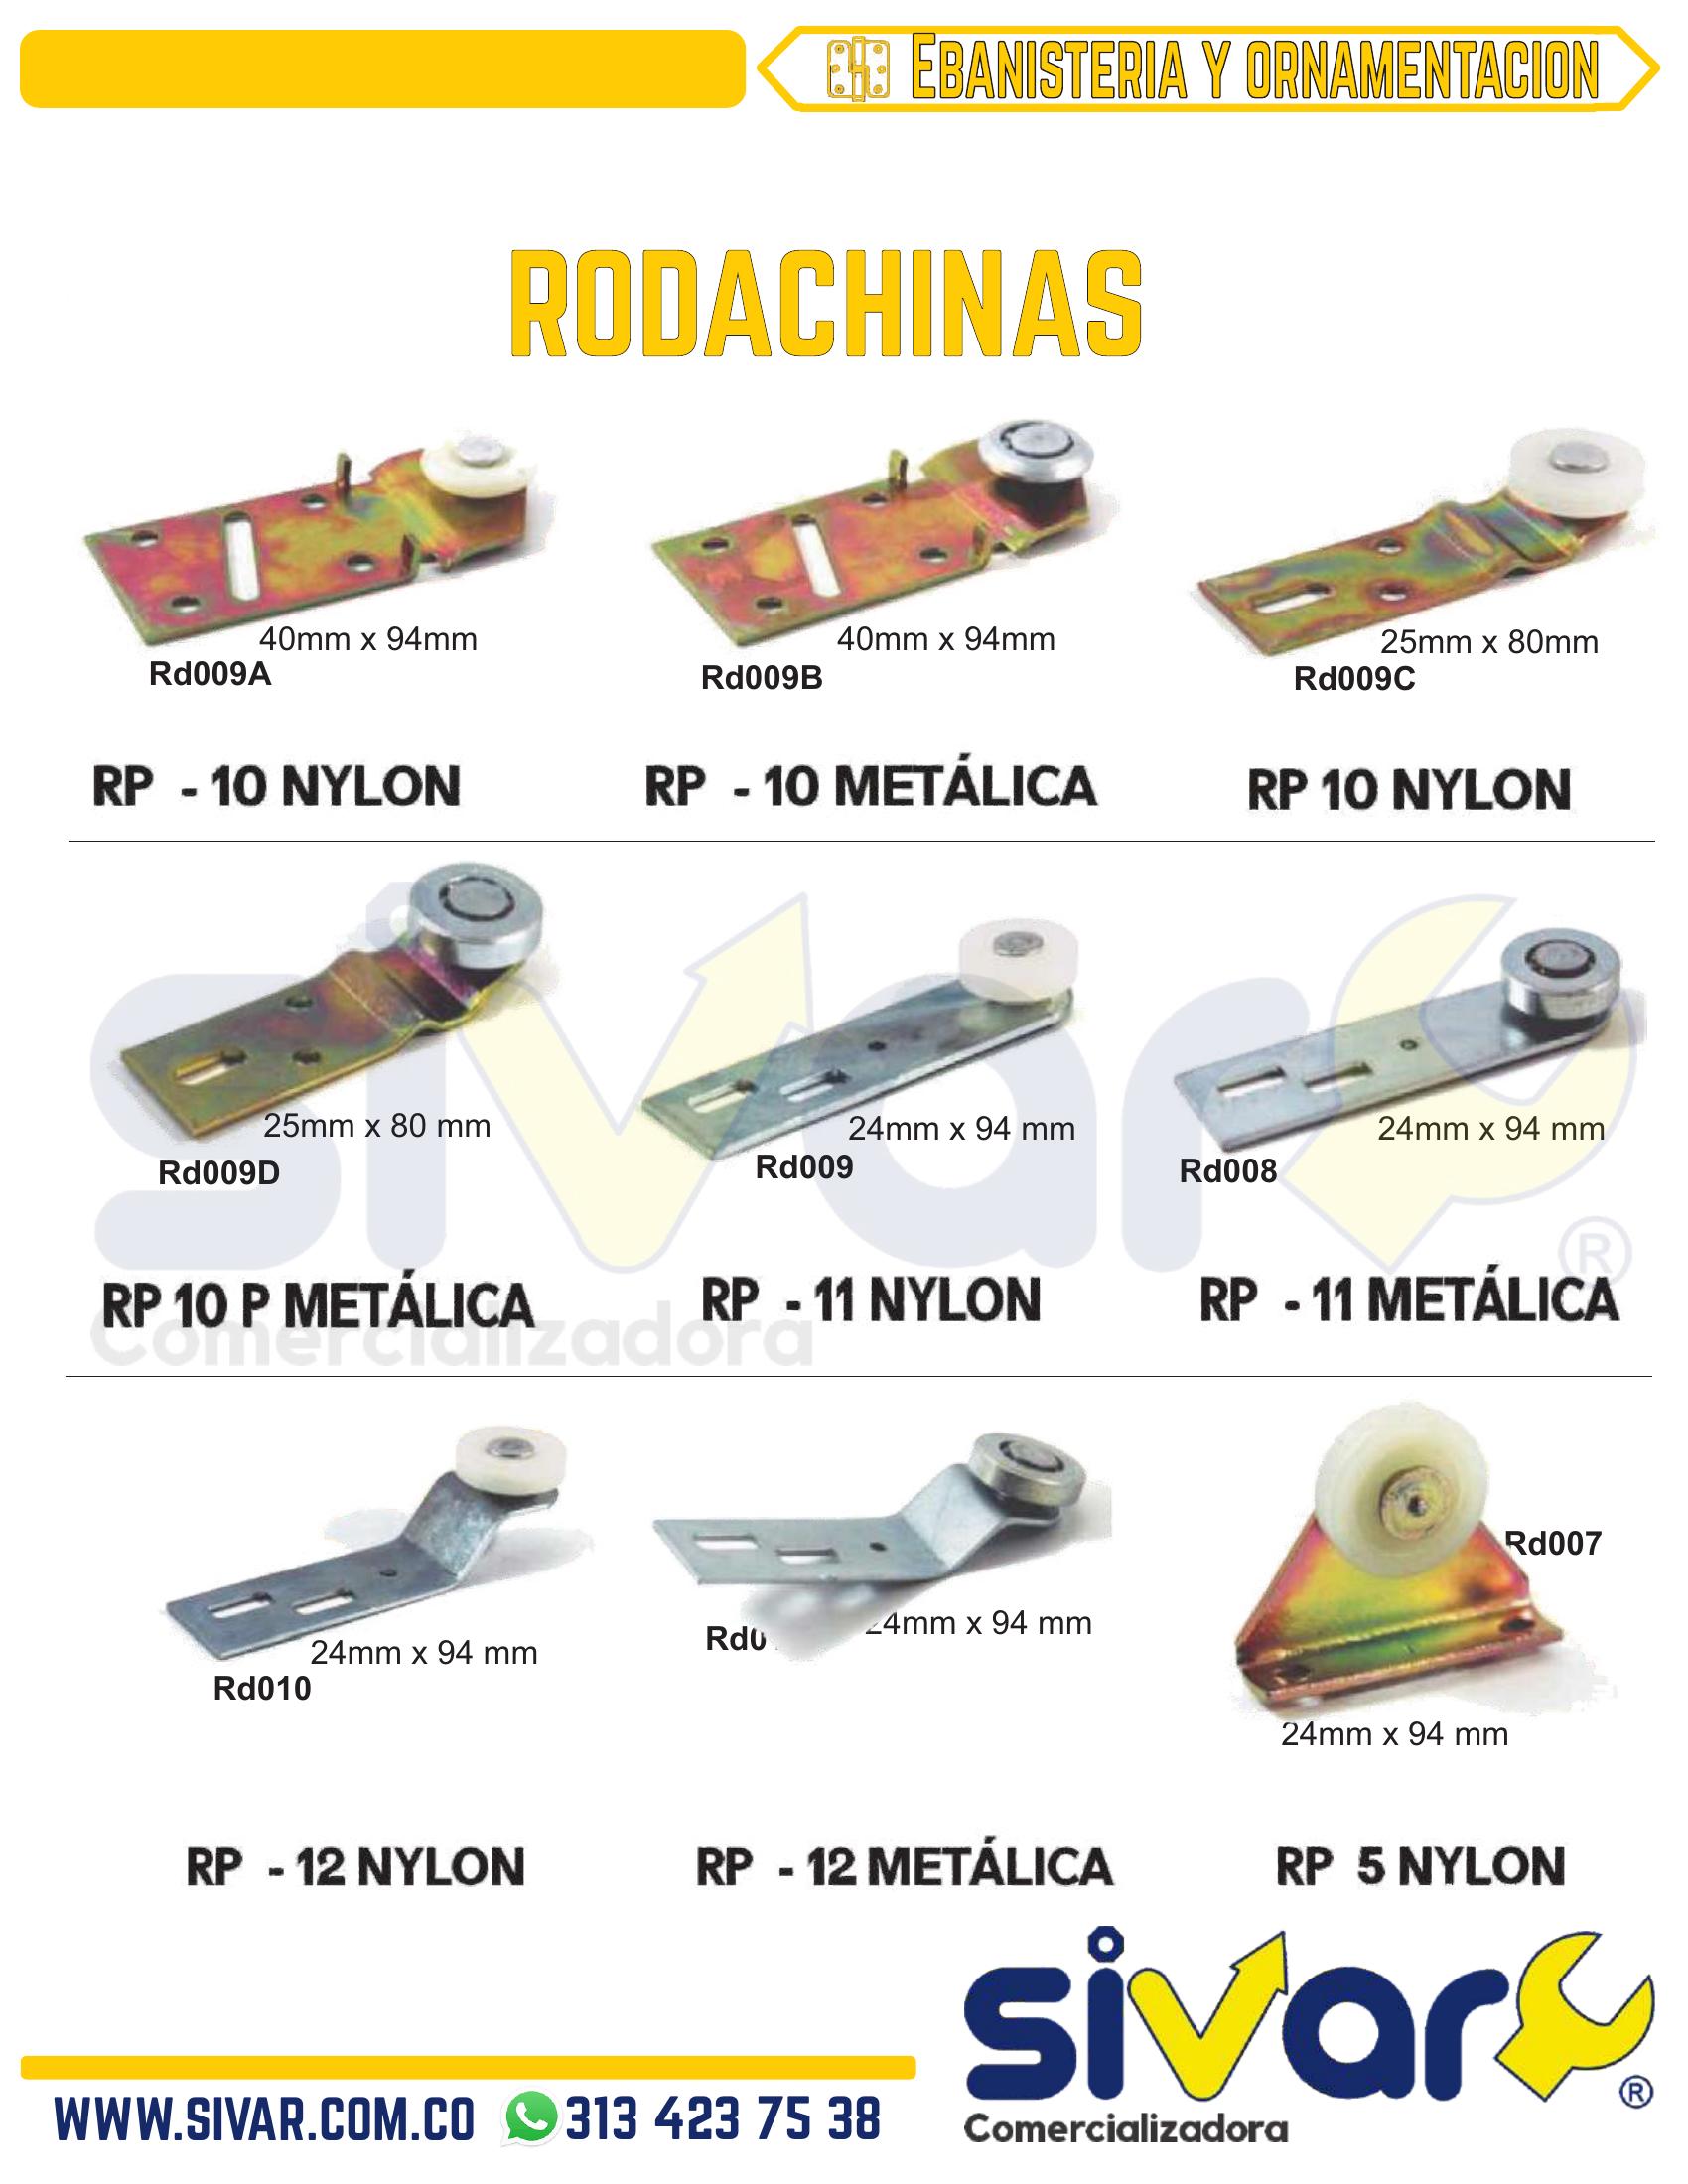 EBANISTERIA Y ORNAMENTACION
RODACHINAS
40mm x 94mm
Rd009A
40mm x 94mm
Rd009B
25mm x 80mm
Rd009C
RP - 10 NYLON
RP - 10 METÁLICA
RP 10 NYLON
25mm x 80 mm
Rd009D
24mm x 94 mm
Rd009
24mm x 94 mm
Rd008
RP 10 P METÁLICA
RP - 11 NYLON
RP - 11 METÁLICA
sivar
®
Comercializadora
24mm x 94 mm
Rd010
24mm x 94 mm
Rd007
24mm x 94 mm
RP - 12 NYLON
RP - 12 METÁLICA
RP 5 NYLON
WWW.SIVAR.COM.CO
313 423 75 38
sivar
®
Comercializadora